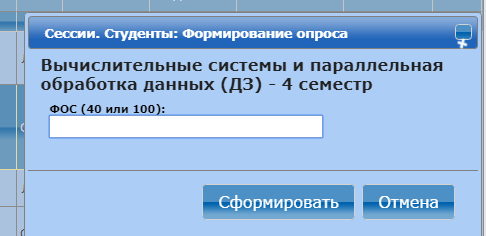 Сессии. Студенты: Формирование опроса
Вычислительные системы и параллельная
обработка данных (ДЗ) - 4 семестр
ФОС (40 или 100):
Сформировать Отмена